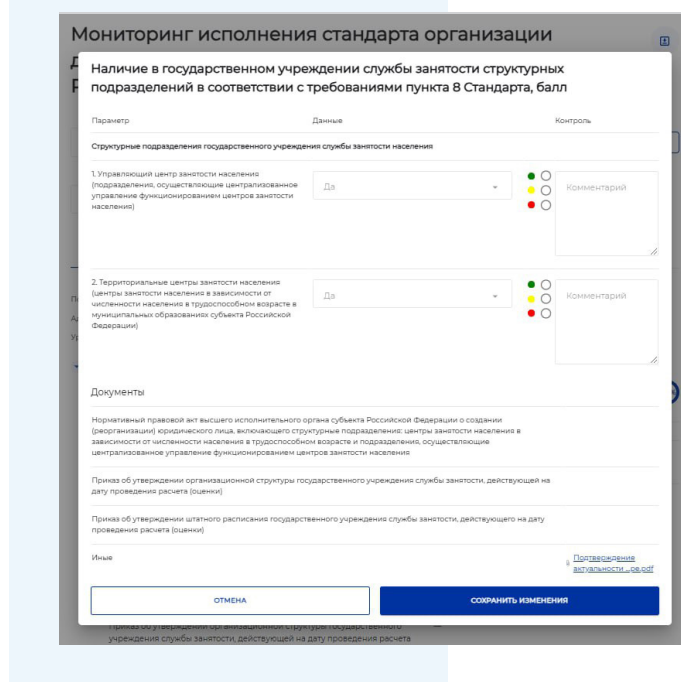 Мониторинг исполнения стандарта организации
Наличие в государственном учреждении службы занятости структурных
подразделений в соответствии с требованиями пункта 8 Стандарта, балл
Параметр Данные Контроль
Структурные подразделения государственного учреждения службы занятости населения
1. Управляющий центр занятости населения
(подразделения, осуществляющие централизованное
управление функционированием центров занятости
населения)
Да
Комментарий
2. Территориальные центры занятости населения
(центры занятости населения в зависимости от
численности населения в трудоспособном возрасте в
муниципальных образованиях субъекта Российской
Федерации)
Да
Комментарий
Документы
Нормативный правовой акт высшего исполнительного органа субъекта Российской Федерации о создании
(реорганизации) юридического лица, включающего структурные подразделения: центры занятости населения в
зависимости от численности населения в трудоспособном возрасте и подразделения, осуществляющие
централизованное управление функционированием центров занятости населения
Приказ об утверждении организационной структуры государственного учреждения службы занятости, действующей на
дату проведения расчета (оценки)
Приказ об утверждении штатного расписания государственного учреждения службы занятости, действующего на дату
проведения расчета (оценки)
Иные
Подтверждение
актуальности ...ре.pdf
ОТМЕНА
СОХРАНИТЬ ИЗМЕНЕНИЯ
Приказ об утверждении организационной структуры государственного
учреждения службы занятости, действующей на дату проведения расчета